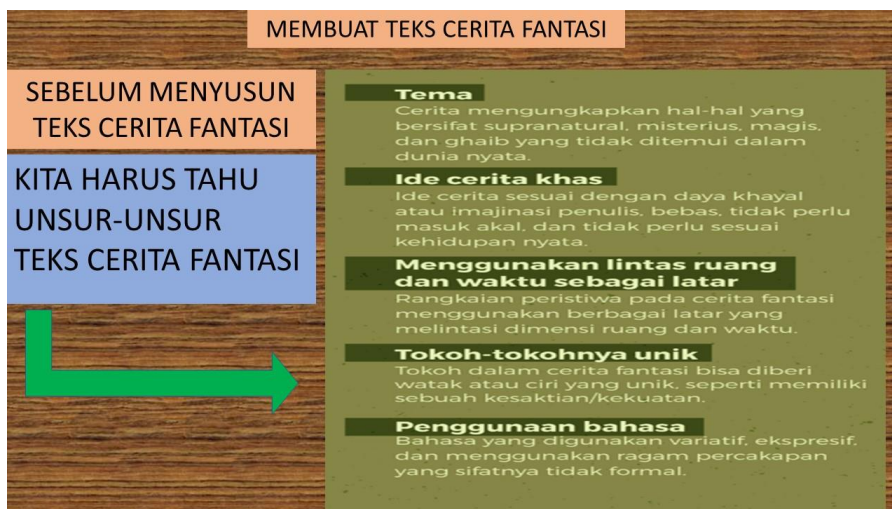 MEMBUAT TEKS CERITA FANTASI
SEBELUM MENYUSUN
TEKS CERITA FANTASI
KITA HARUS TAHU
UNSUR-UNSUR
TEKS CERITA FANTASI
Tema
Cerita mengungkapkan hal-hal yang
bersifat supranatural, misterius, magis,
dan ghaib yang tidak ditemui dalam
dunia nyata.
Ide cerita khas
Ide cerita sesuai dengan daya khayal
atau imajinasi penulis, bebas, tidak perlu
masuk akal, dan tidak perlu sesuai
kehidupan nyata.
Menggunakan lintas ruang
dan waktu sebagai latar
Rangkaian peristiwa pada cerita fantasi
menggunakan berbagai latar yang
melintasi dimensi ruang dan waktu.
Tokoh-tokohnya unik
Tokoh dalam cerita fantasi bisa diberi
watak atau ciri yang unik, seperti memiliki
sebuah kesaktian/kekuatan.
Penggunaan bahasa
Bahasa yang digunakan variatif, ekspresif,
dan menggunakan ragam percakapan
yang sifatnya tidak formal.